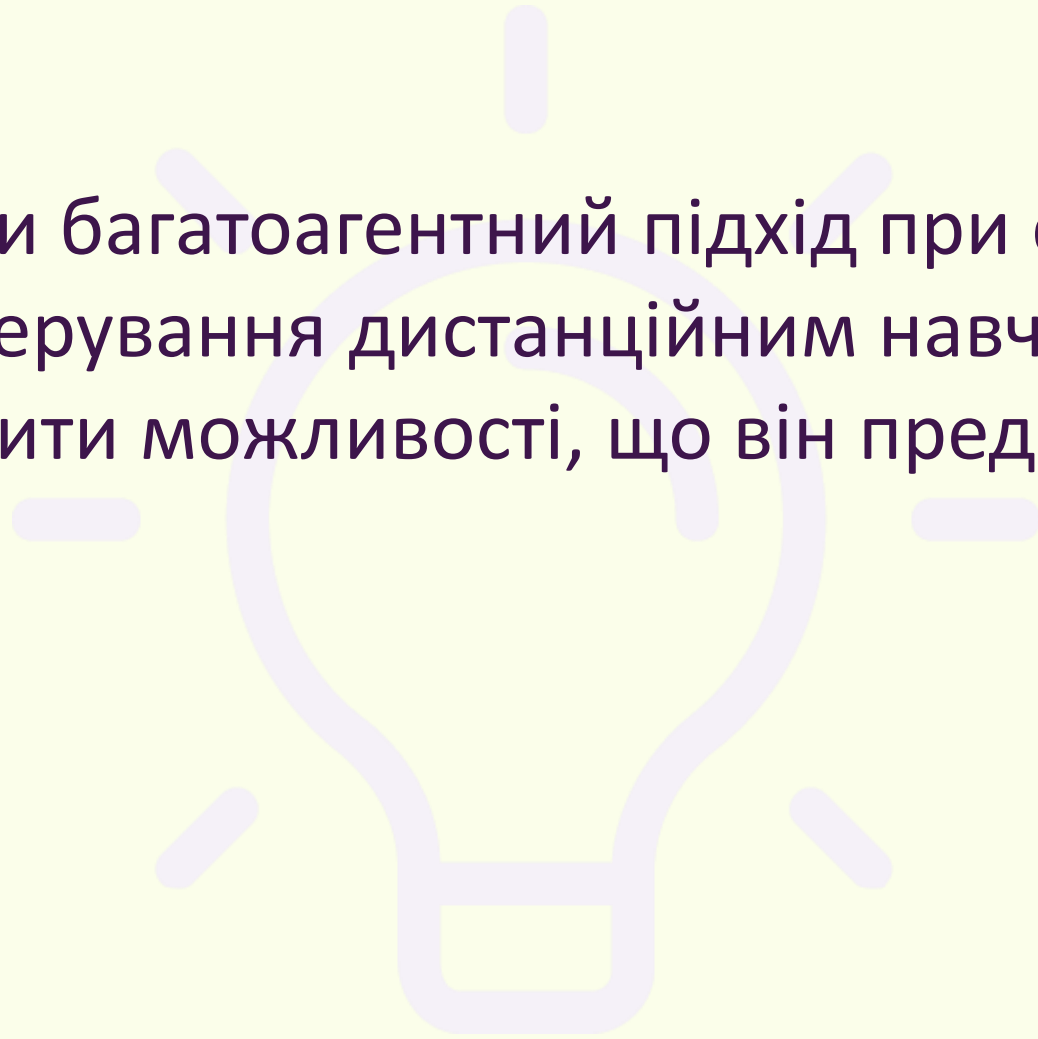 и багатоагентний підхід при
ерування дистанційним навч
ити можливості, що він пред